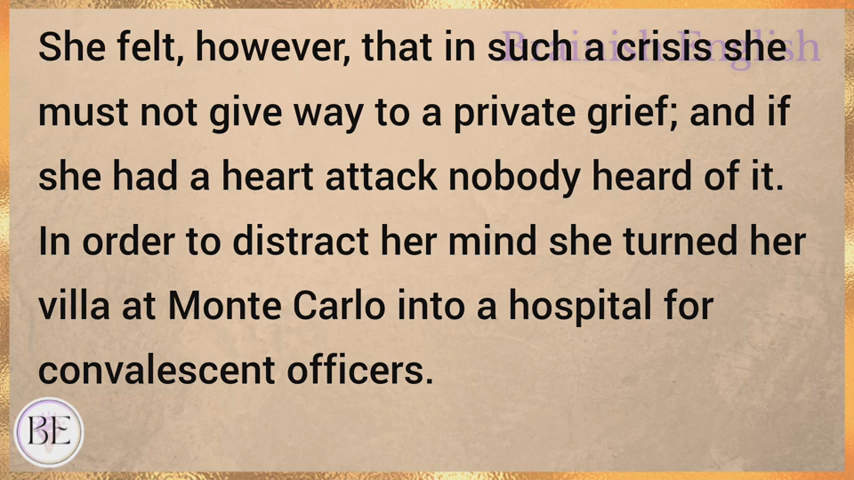 Brainish English
She felt, however, that in such a crisis she
must not give way to a private grief; and if
she had a heart attack nobody heard of it.
In order to distract her mind she turned her
villa at Monte Carlo into a hospital for
convalescent officers.
BE